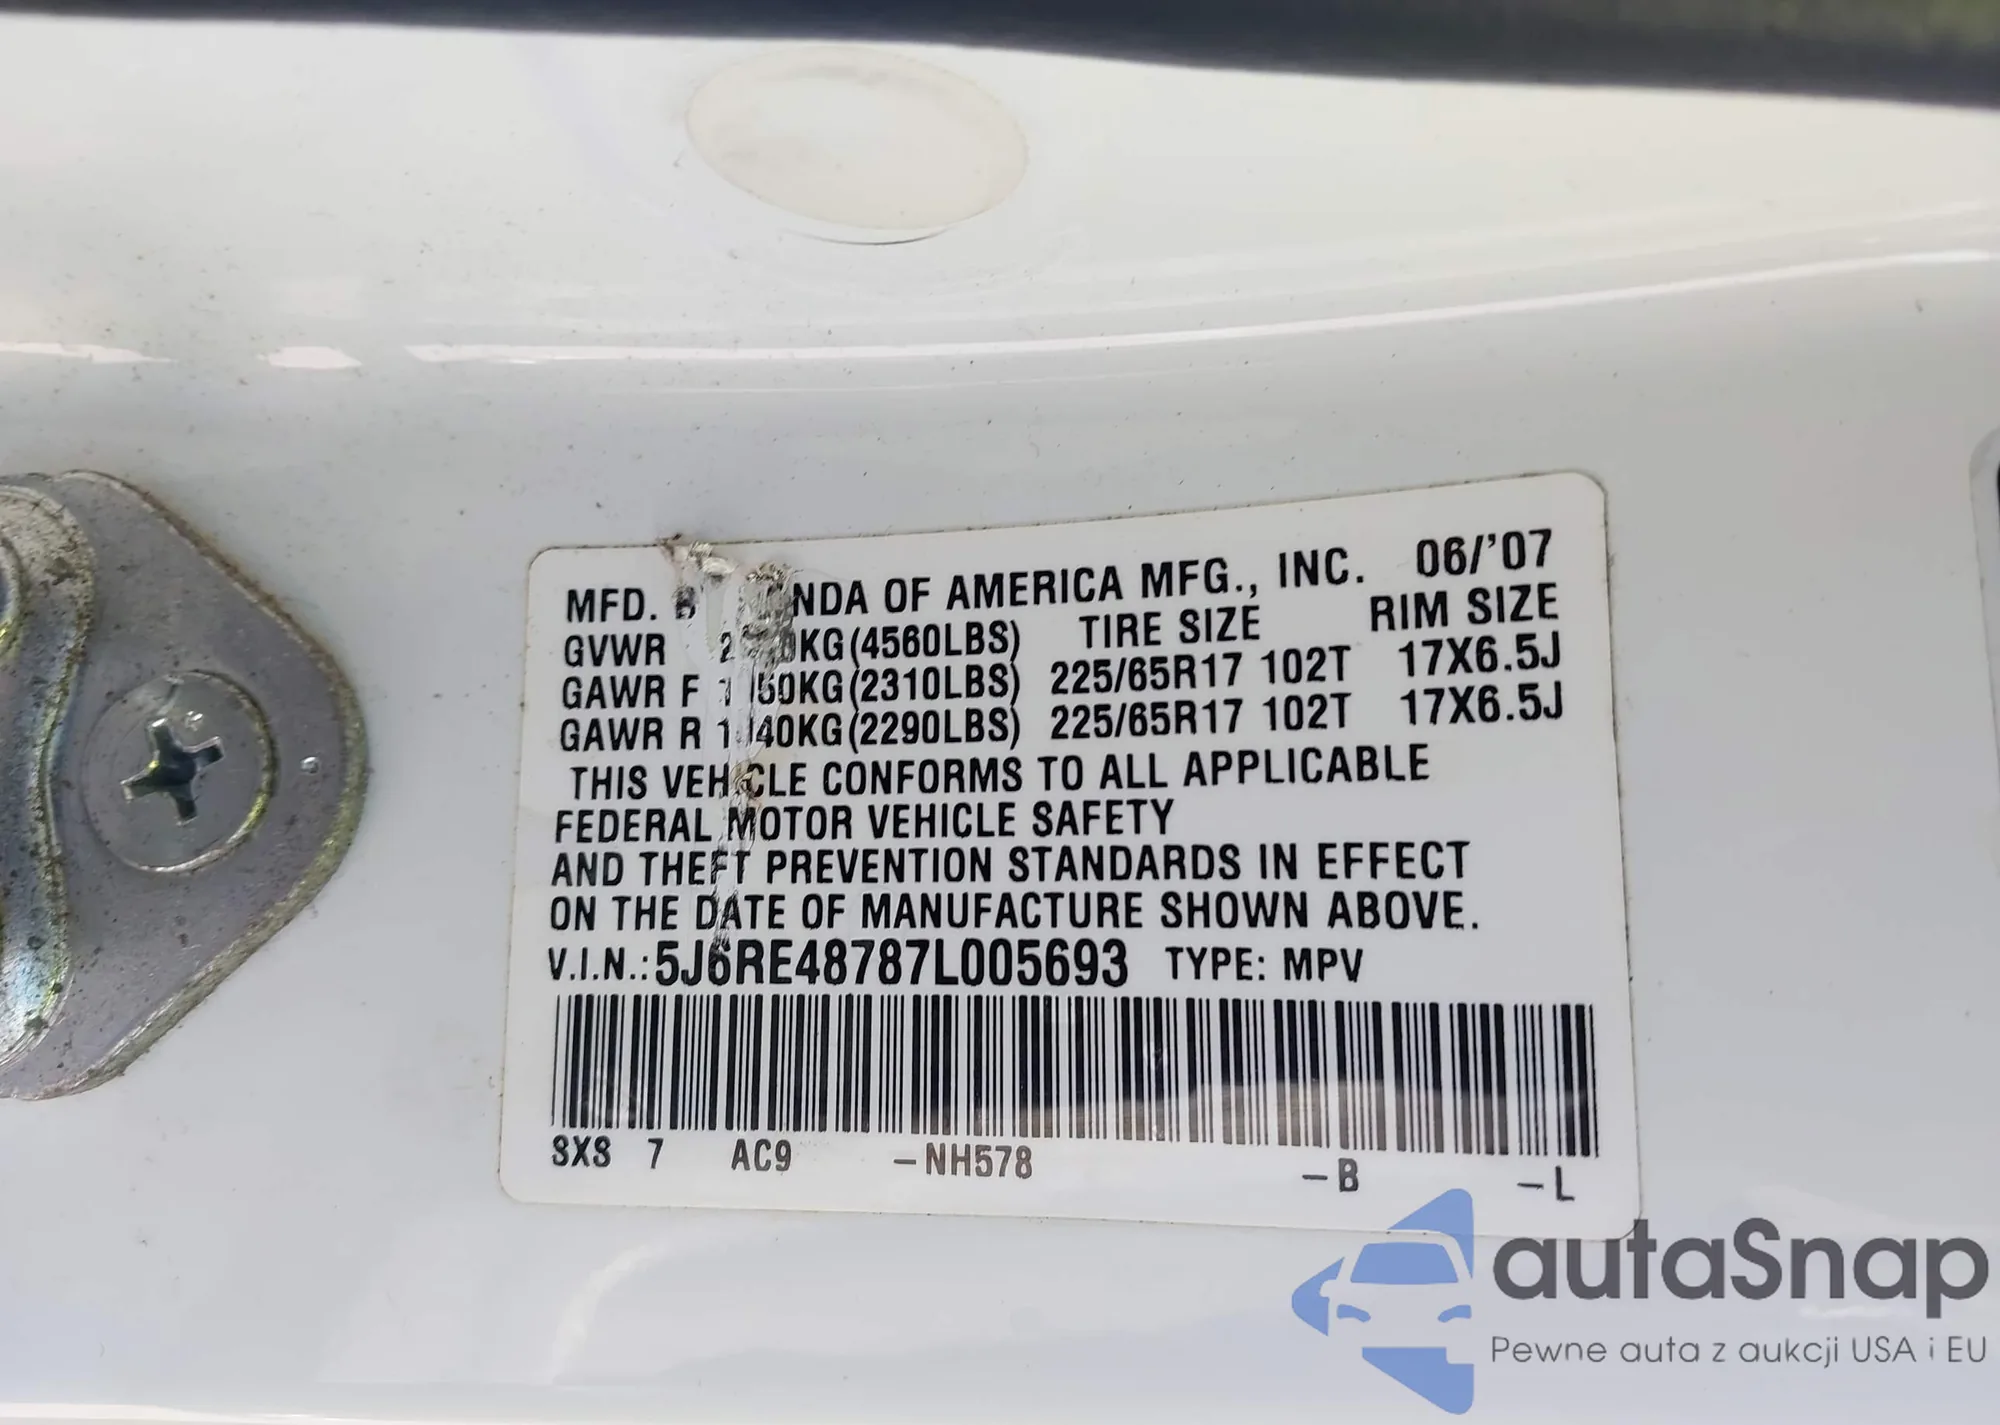 MFD. B NDA OF AMERICA MFG., INC. 06/'07
GVWR KG(4560LBS) TIRE SIZE RIM SIZE
GAWR F 50KG(2310LBS) 225/65R17 102T 17X6.5J
GAWR R 40KG(2290LBS) 225/65R17 102T 17X6.5J
THIS VEHICLE CONFORMS TO ALL APPLICABLE
FEDERAL MOTOR VEHICLE SAFETY
AND THEFT PREVENTION STANDARDS IN EFFECT
ON THE DATE OF MANUFACTURE SHOWN ABOVE.
V.I.N.: 5J6RE48787L005693 TYPE: MPV
SXS 7 AC9 -NH578 -B -L
autaSnap
Pewne auta z aukcji USA i EU